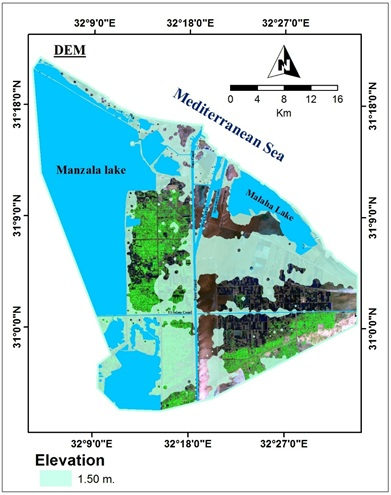 32°9'0"E
32°18'0"E
32°27'0"E
DEM
N
0 4 8 12 16
Km
31°18'0"N
31°18'0"N
Mediterranean Sea
Manzala lake
Malaha Lake
31°9'0"N
31°9'0"N
31°0'0"N
31°0'0"N
32°9'0"E
32°18'0"E
32°27'0"E
Elevation
1.50 m.